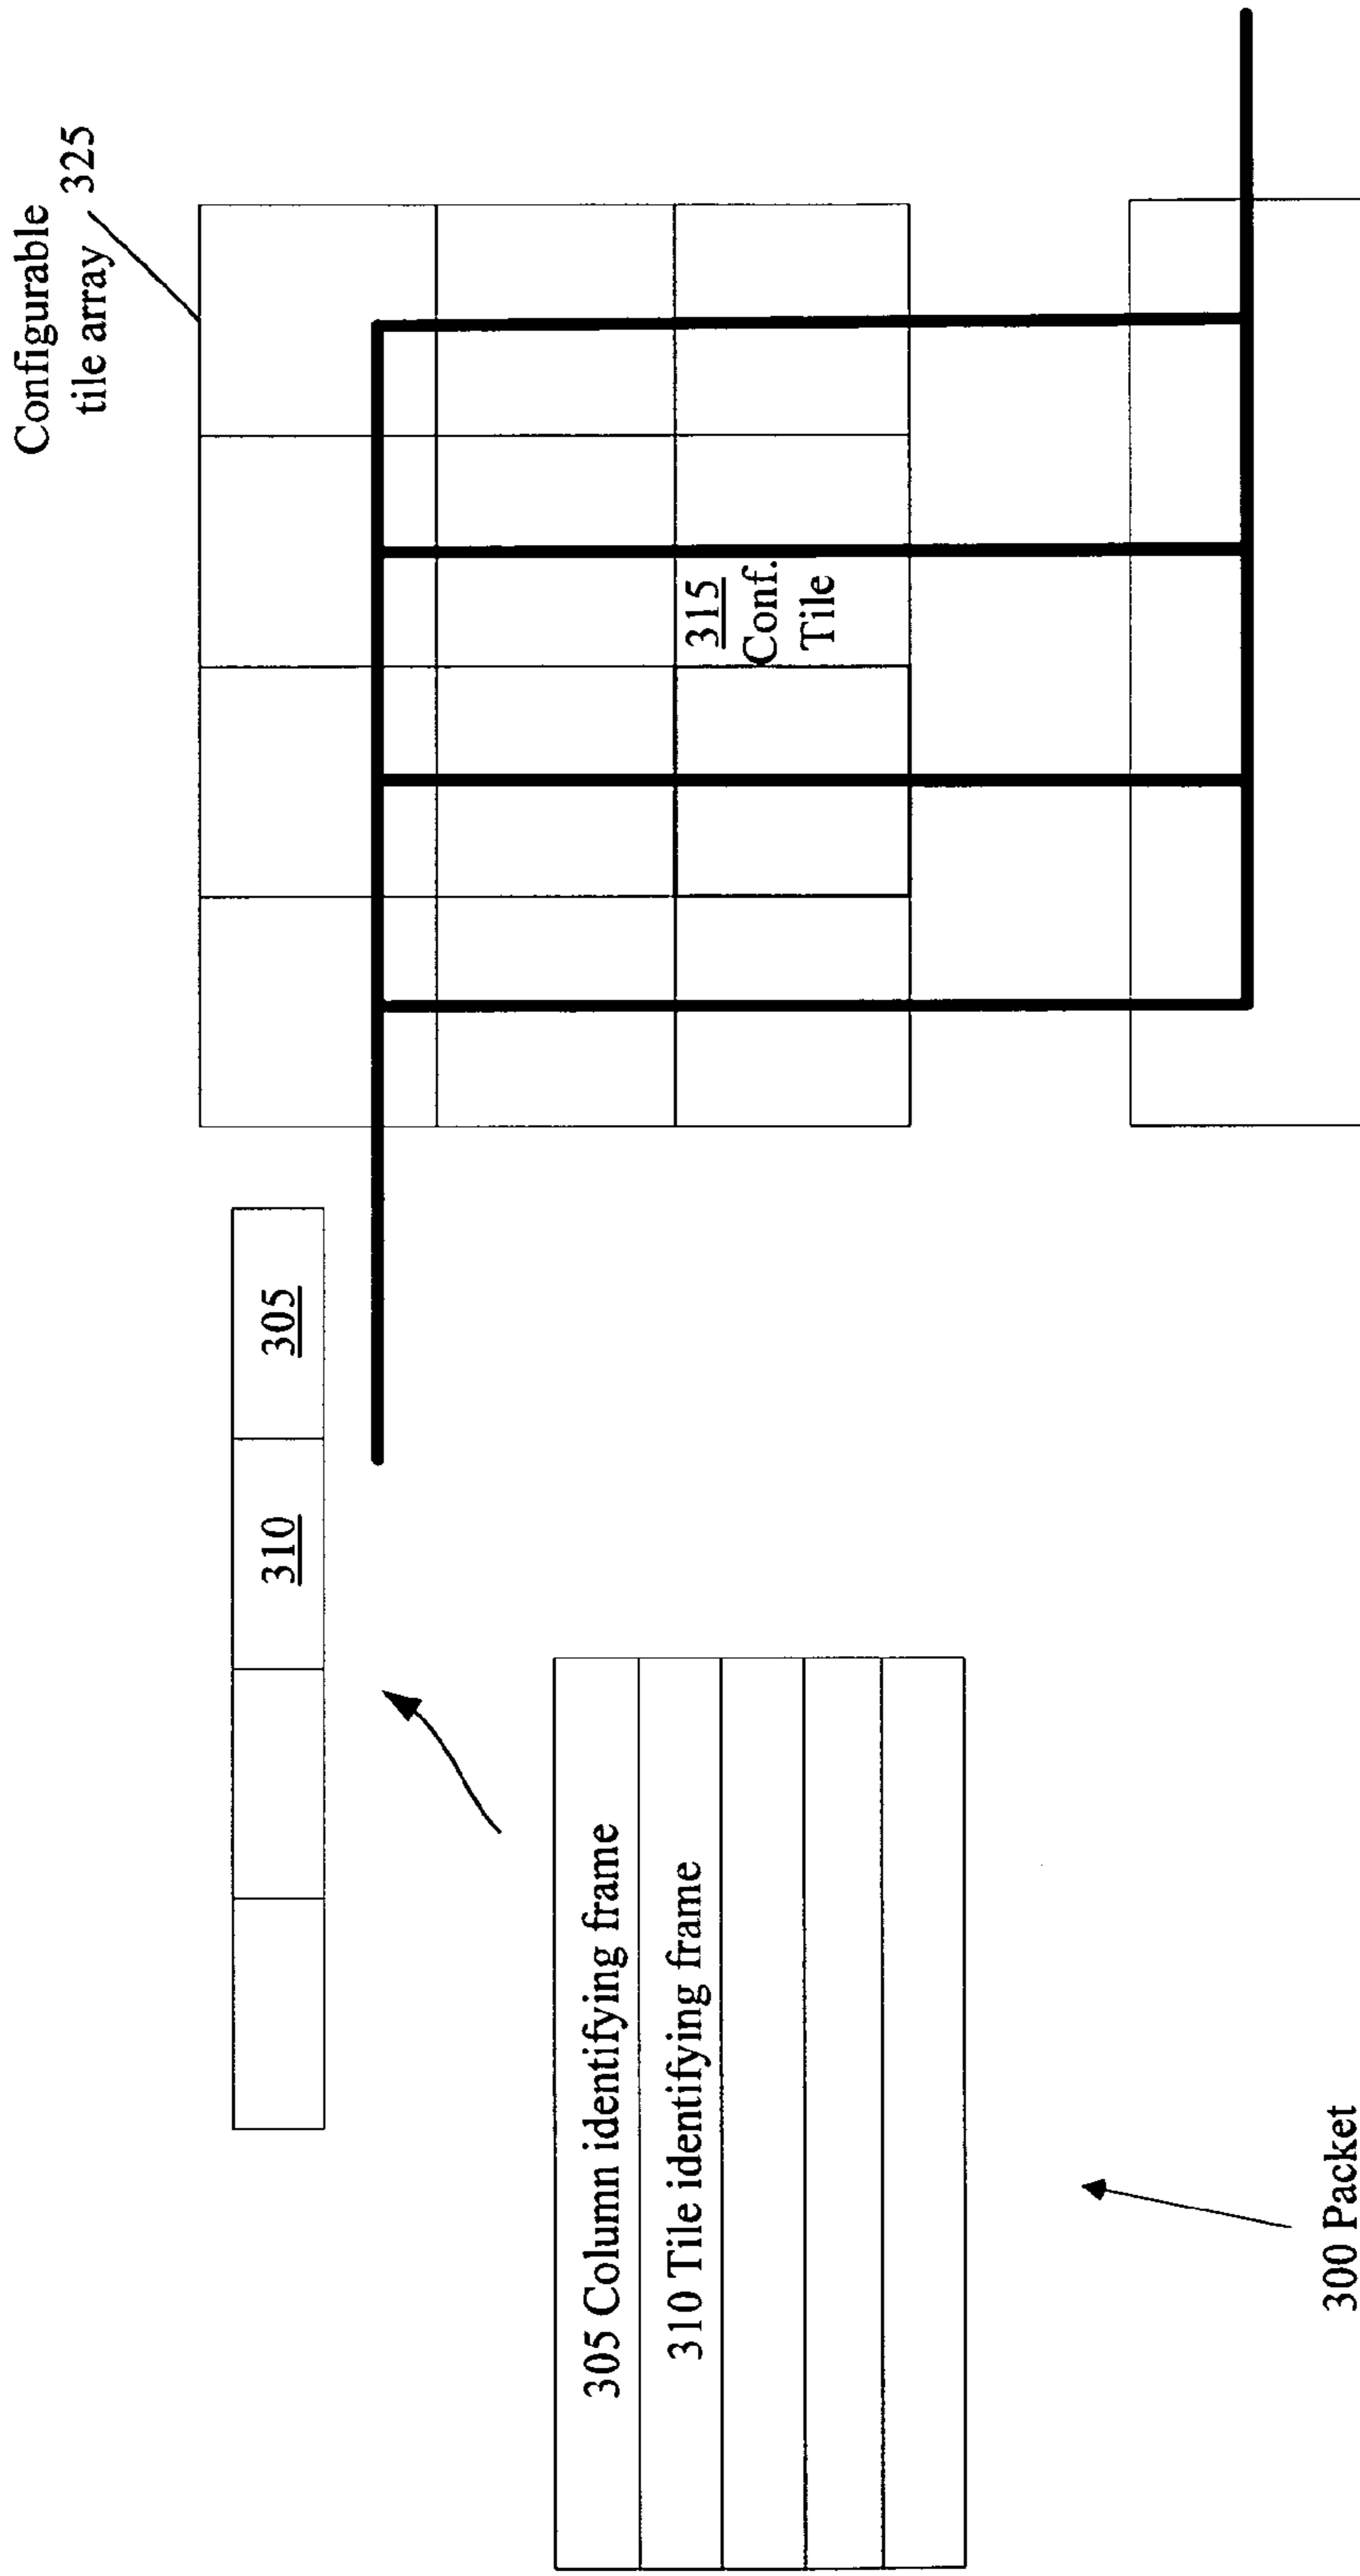 Configurable
tile array 325
305
310
315
Conf.
Tile
305 Column identifying frame
310 Tile identifying frame
300 Packet